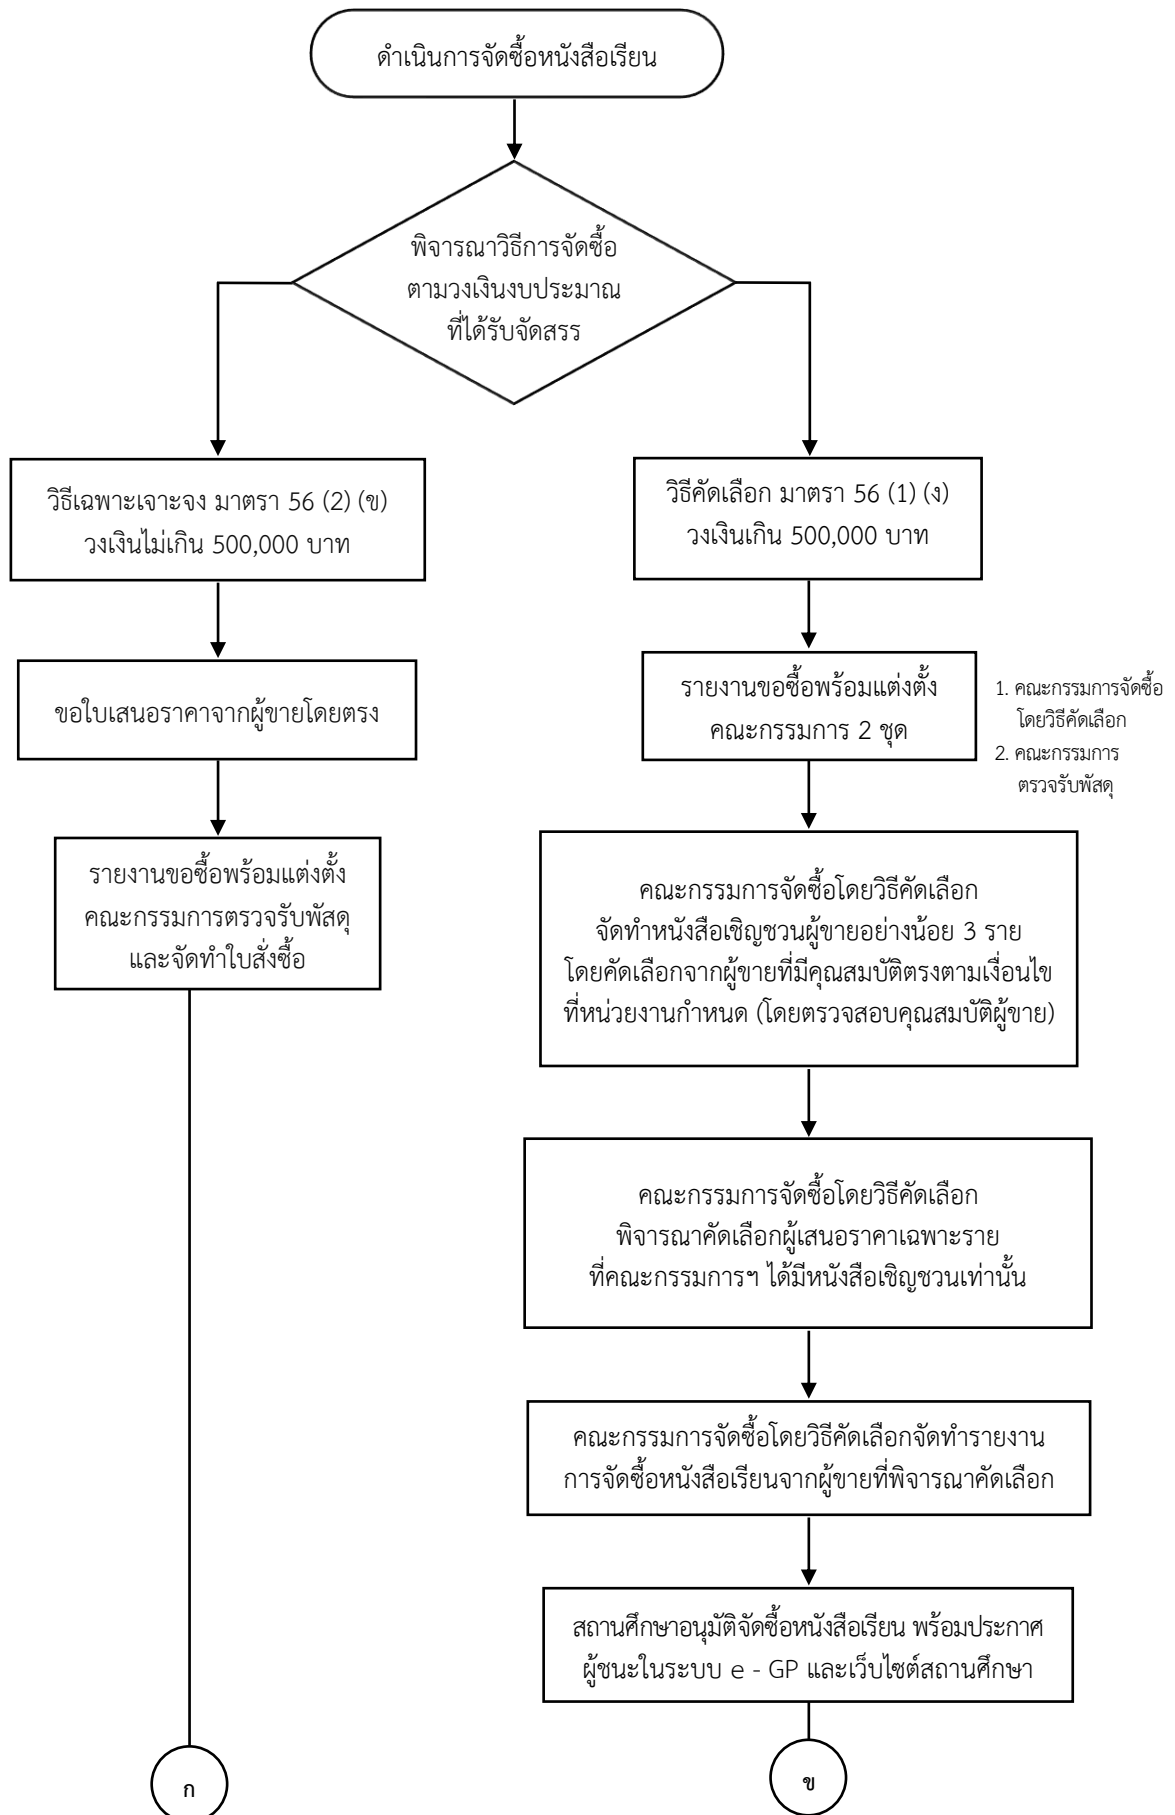 ดำเนินการจัดซื้อหนังสือเรียน
พิจารณาวิธีการจัดซื้อ
ตามวงเงินงบประมาณ
ที่ได้รับจัดสรร
วิธีเฉพาะเจาะจง มาตรา 56 (2) (ข)
วงเงินไม่เกิน 500,000 บาท
ขอใบเสนอราคาจากผู้ขายโดยตรง
รายงานขอซื้อพร้อมแต่งตั้ง
คณะกรรมการตรวจรับพัสดุ
และจัดทำใบสั่งซื้อ
ก
วิธีคัดเลือก มาตรา 56 (1) (ง)
วงเงินเกิน 500,000 บาท
รายงานขอซื้อพร้อมแต่งตั้ง
คณะกรรมการ 2 ชุด
1. คณะกรรมการจัดซื้อ
โดยวิธีคัดเลือก
2. คณะกรรมการ
ตรวจรับพัสดุ
คณะกรรมการจัดซื้อโดยวิธีคัดเลือก
จัดทำหนังสือเชิญชวนผู้ขายอย่างน้อย 3 ราย
โดยคัดเลือกจากผู้ขายที่มีคุณสมบัติตรงตามเงื่อนไข
ที่หน่วยงานกำหนด (โดยตรวจสอบคุณสมบัติผู้ขาย)
คณะกรรมการจัดซื้อโดยวิธีคัดเลือก
พิจารณาคัดเลือกผู้เสนอราคาเฉพาะราย
ที่คณะกรรมการฯ ได้มีหนังสือเชิญชวนเท่านั้น
คณะกรรมการจัดซื้อโดยวิธีคัดเลือกจัดทำรายงาน
การจัดซื้อหนังสือเรียนจากผู้ขายที่พิจารณาคัดเลือก
สถานศึกษาอนุมัติจัดซื้อหนังสือเรียน พร้อมประกาศ
ผู้ชนะในระบบ e - GP และเว็บไซต์สถานศึกษา
ข